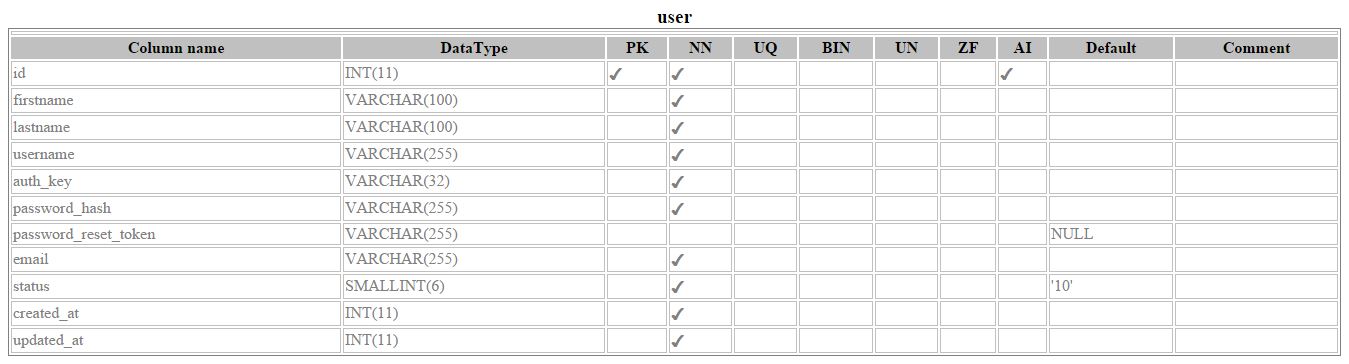 user
Column name DataType PK NN UQ BIN UN ZF AI Default Comment
id INT(11) ✓ ✓ ✓
firstname VARCHAR(100) ✓
lastname VARCHAR(100) ✓
username VARCHAR(255) ✓
auth_key VARCHAR(32) ✓
password_hash VARCHAR(255) ✓
password_reset_token VARCHAR(255) NULL
email VARCHAR(255) ✓
status SMALLINT(6) ✓ '10'
created_at INT(11) ✓
updated_at INT(11) ✓